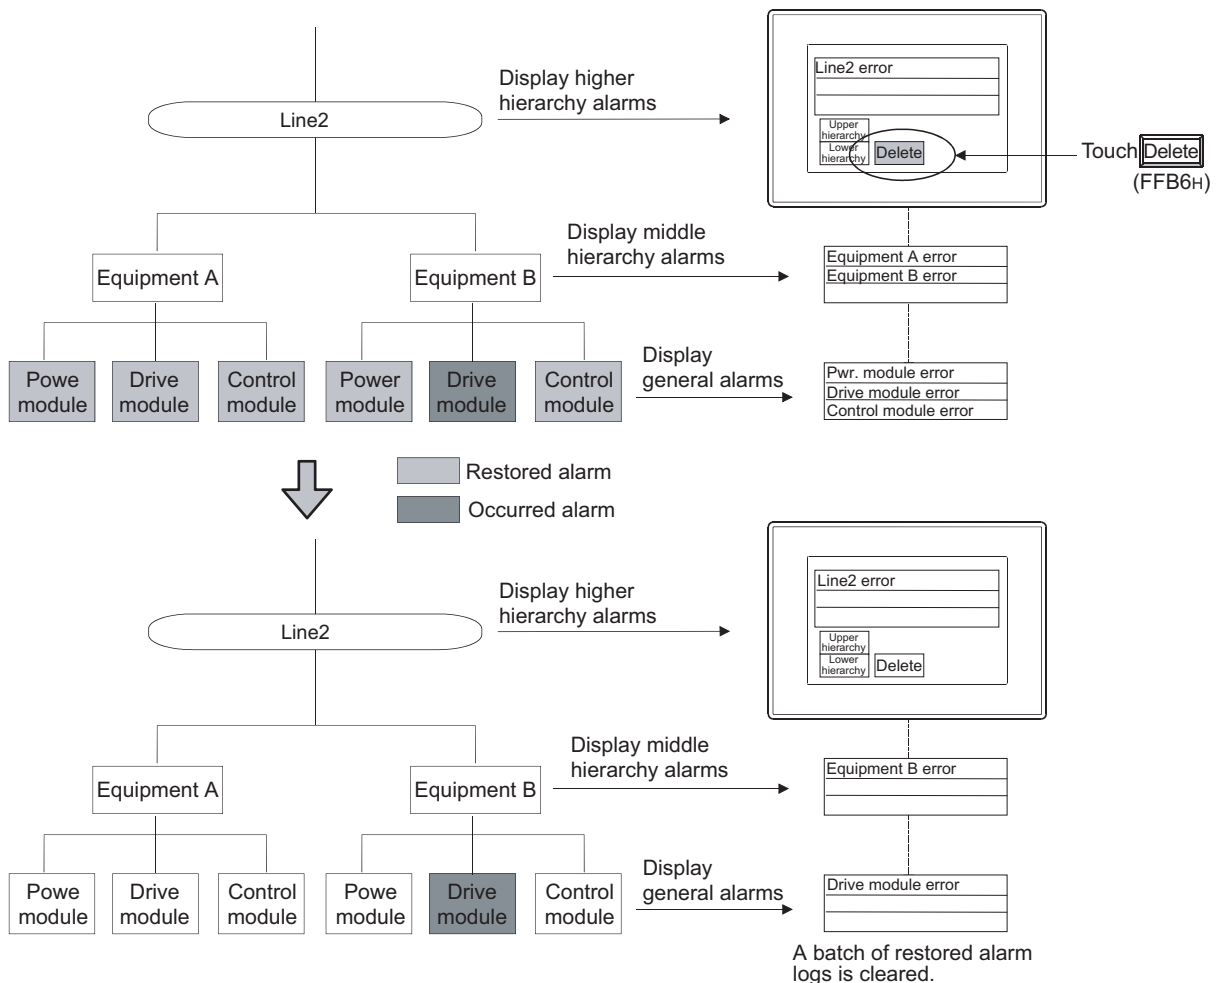 Line2
Display higher
hierarchy alarms
Line2 error
Upper
hierarchy
Lower
hierarchy
Delete
Touch Delete
(FFB6H)
Equipment A
Equipment B
Display middle
hierarchy alarms
Equipment A error
Equipment B error
Powe
module
Drive
module
Control
module
Power
module
Drive
module
Control
module
Display
general alarms
Pwr. module error
Drive module error
Control module error
Restored alarm
Occurred alarm
Line2
Display higher
hierarchy alarms
Line2 error
Upper
hierarchy
Lower
hierarchy
Delete
Equipment A
Equipment B
Display middle
hierarchy alarms
Equipment B error
Powe
module
Drive
module
Control
module
Powe
module
Drive
module
Control
module
Display
general alarms
Drive module error
A batch of restored alarm
logs is cleared.